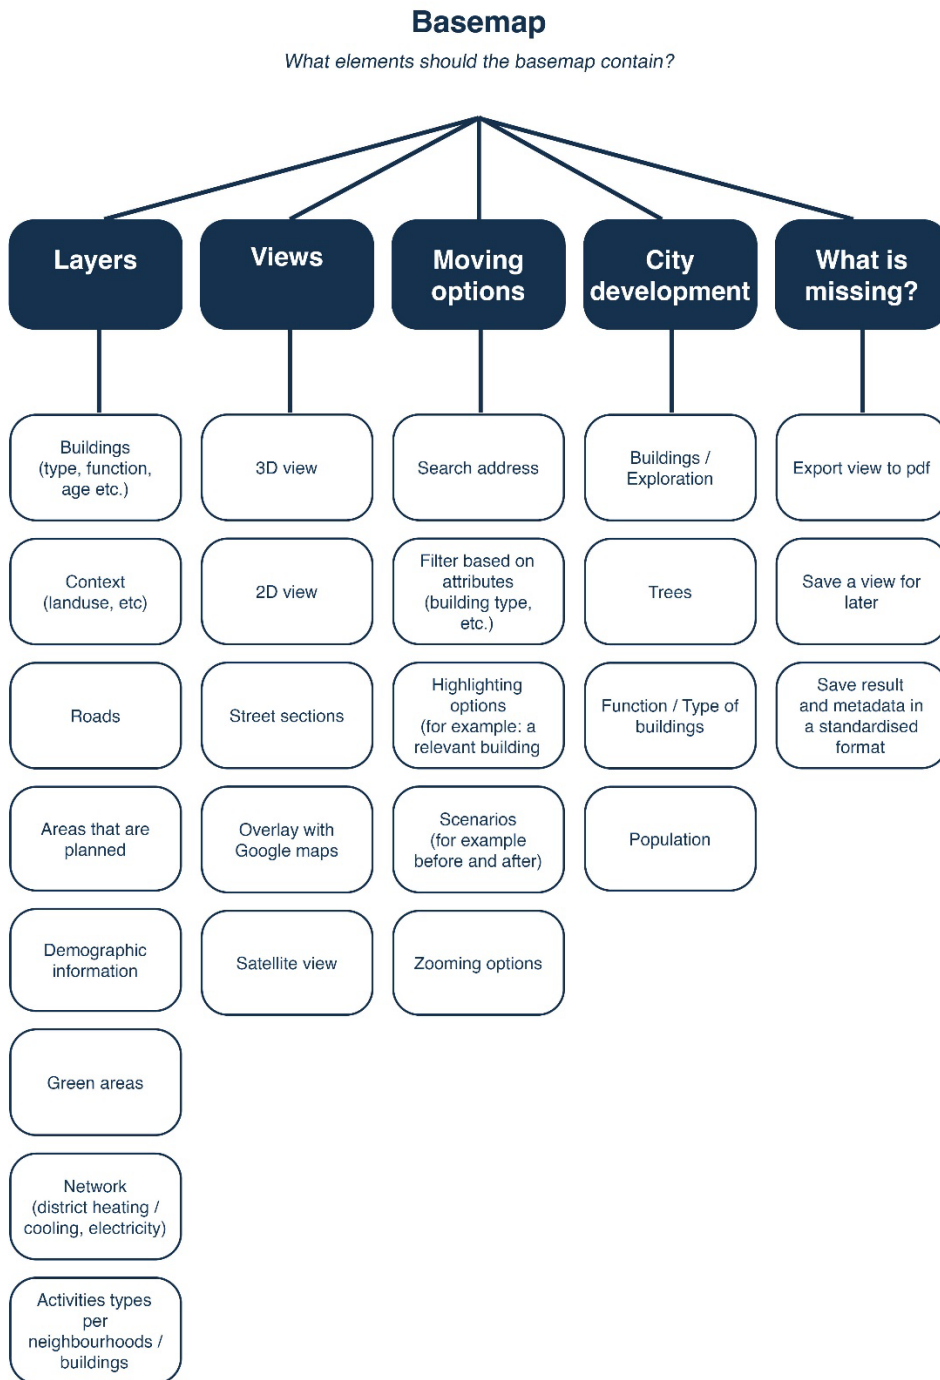 Basemap
What elements should the basemap contain?
Layers
Views
Moving
options
City
development
What is
missing?
Buildings
(type, function,
age etc.)
3D view
Search address
Buildings /
Exploration
Export view to pdf
Context
(landuse, etc)
2D view
Filter based on
attributes
(building type,
etc.)
Trees
Save a view for
later
Roads
Street sections
Highlighting
options
(for example: a
relevant building
Function / Type of
buildings
Save result
and metadata in
a standardised
format
Areas that are
planned
Overlay with
Google maps
Scenarios
(for example
before and after)
Population
Demographic
information
Satellite view
Zooming options
Green areas
Network
(district heating /
cooling, electricity)
Activities types
per
neighbourhoods /
buildings